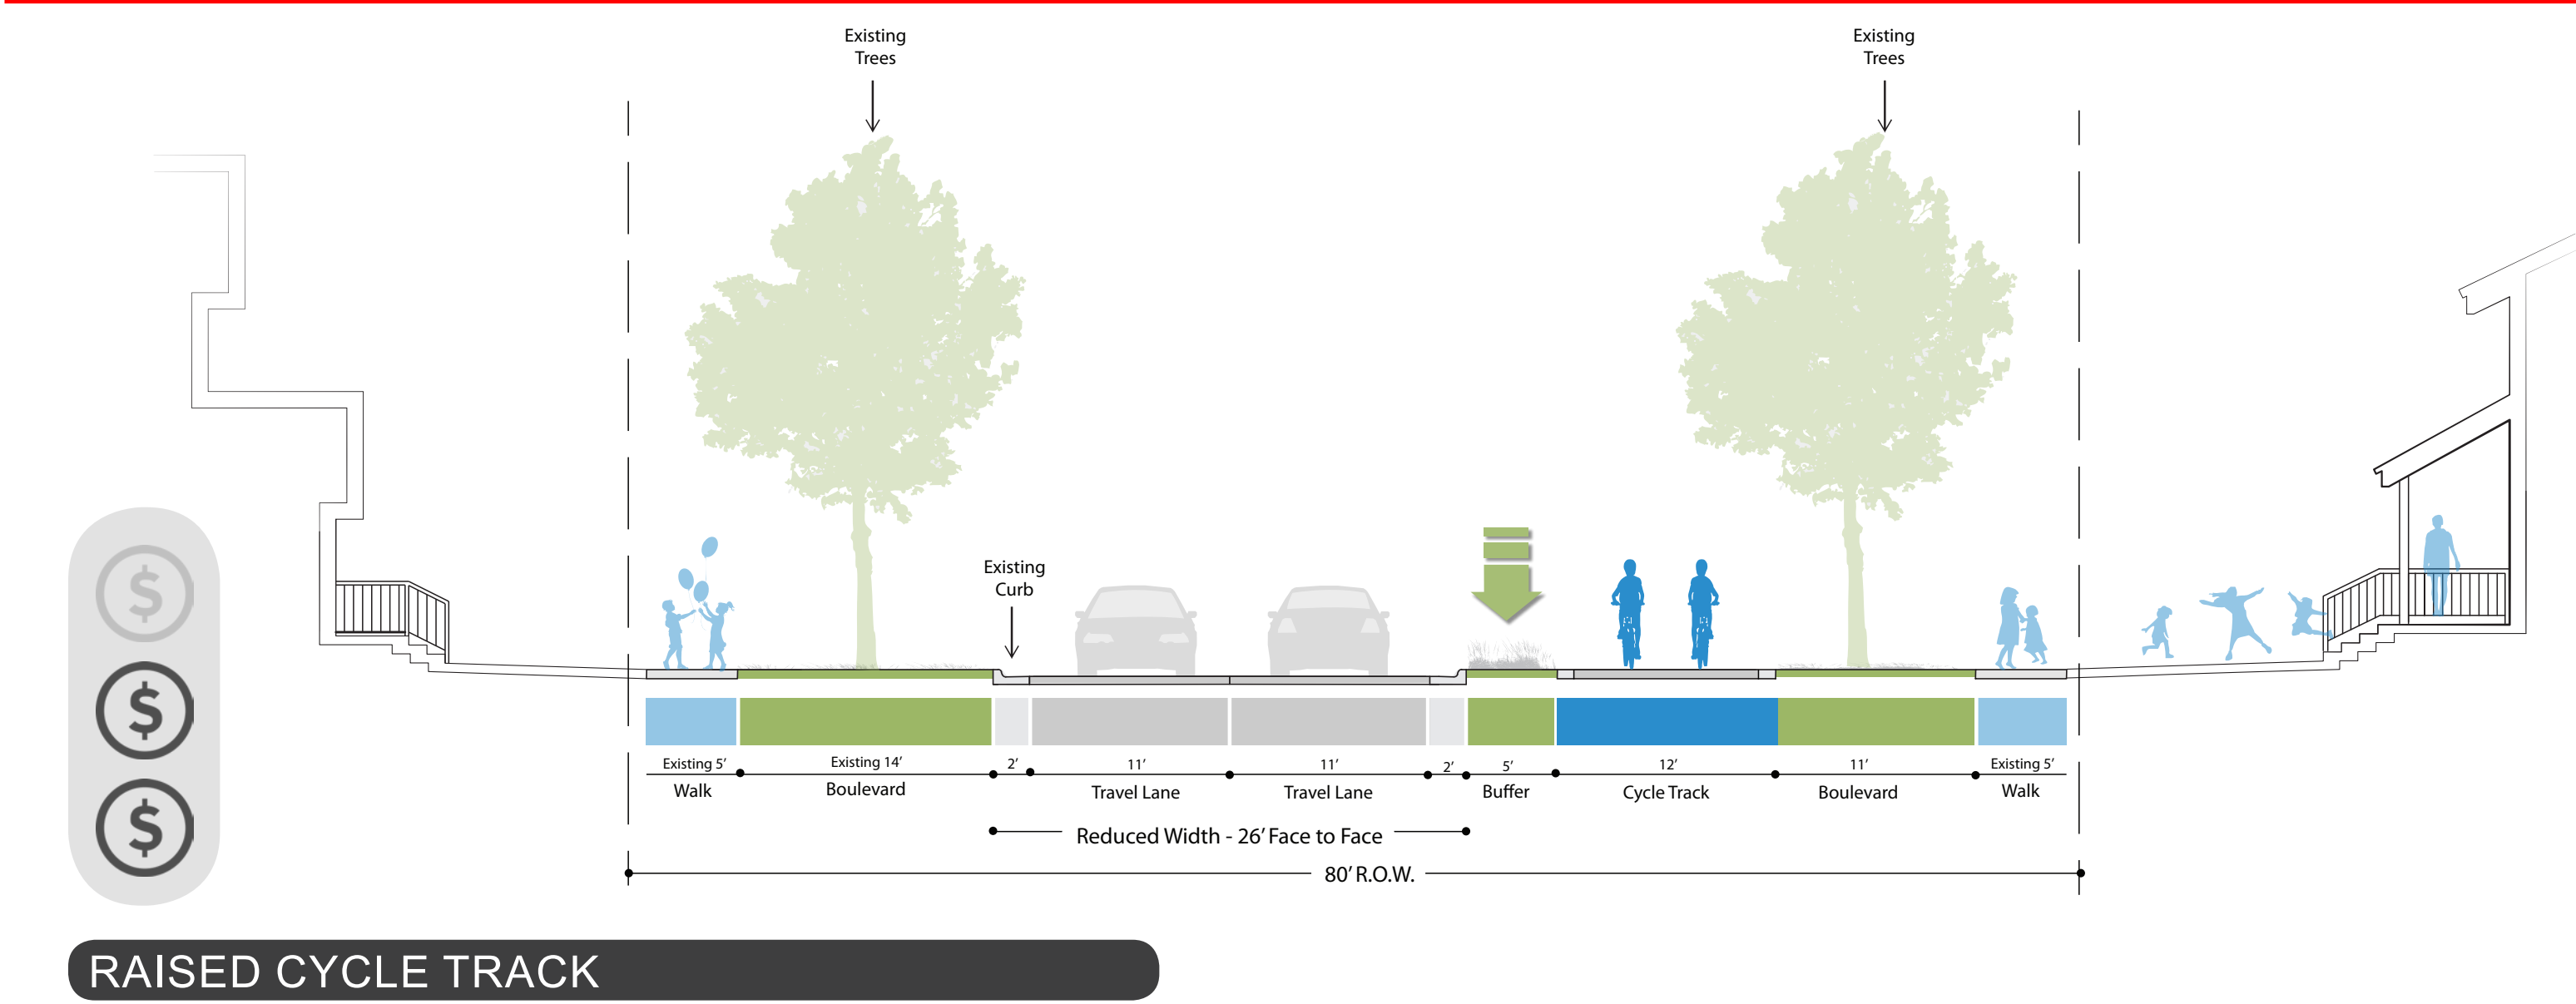 Existing
Trees
Existing
Trees
Existing
Curb
$
$
$
Existing 5’
Existing 14’
2’
11’
11’
2’
5’
12’
11’
Existing 5’
Walk
Boulevard
Travel Lane
Travel Lane
Buffer
Cycle Track
Boulevard
Walk
Reduced Width - 26’ Face to Face
80’ R.O.W.
RAISED CYCLE TRACK